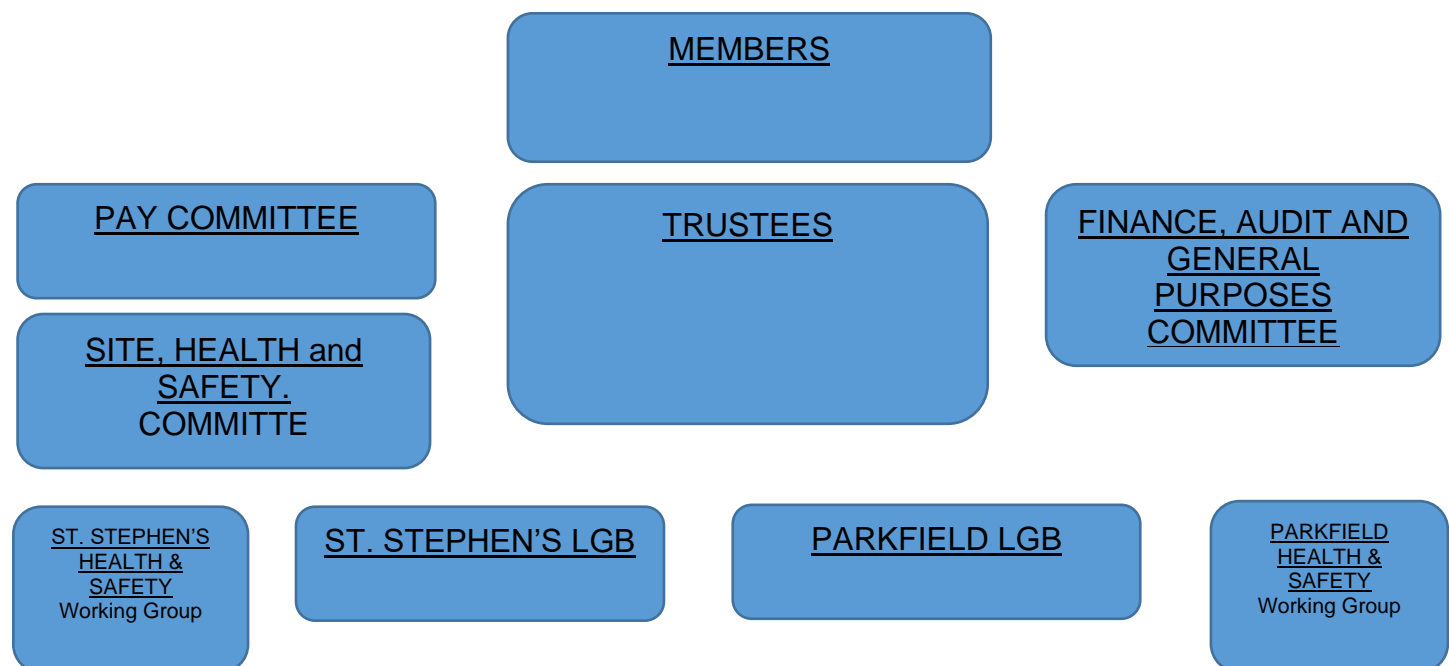 MEMBERS
PAY COMMITTEE
TRUSTEES
FINANCE, AUDIT AND
GENERAL
PURPOSES
COMMITTEE
SITE, HEALTH and
SAFETY.
COMMITTE
ST. STEPHEN’S
HEALTH &
SAFETY
Working Group
ST. STEPHEN’S LGB
PARKFIELD LGB
PARKFIELD
HEALTH &
SAFETY
Working Group